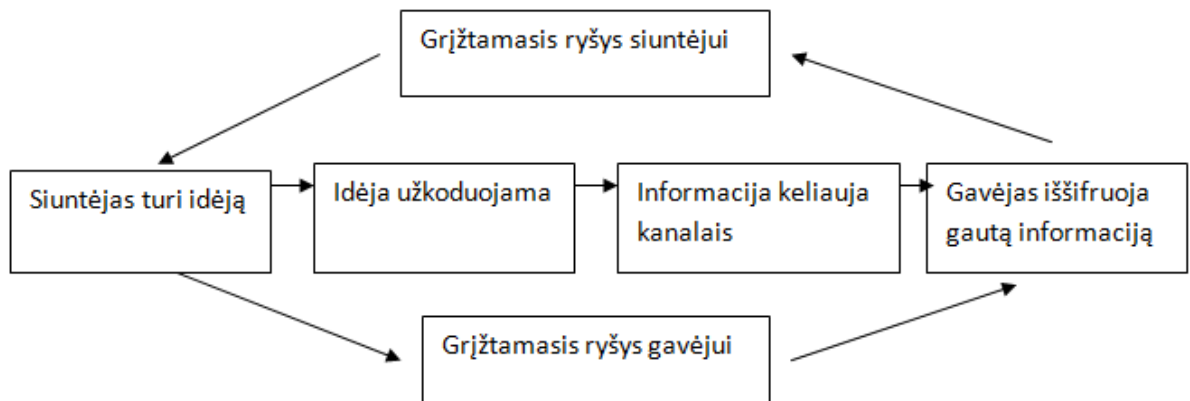 Grįžtamasis ryšys siuntėjui
Siuntėjas turi idėją
Idėja užkoduojama
Informacija keliauja
kanalais
Gavėjas iššifruoja
gautą informaciją
Grįžtamasis ryšys gavėjui